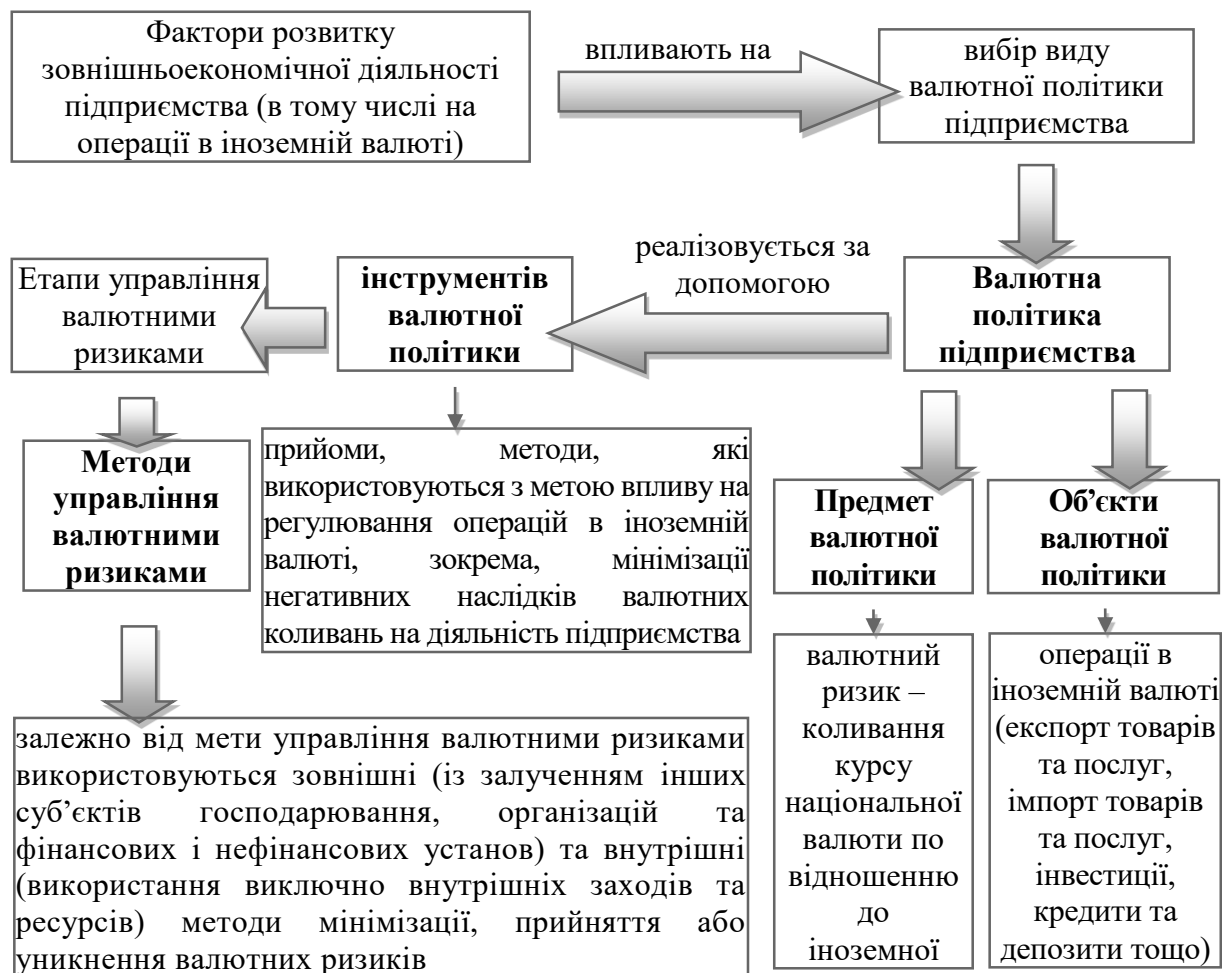 Фактори розвитку
зовнішньоекономічної діяльності
підприємства (в тому числі на
операції в іноземній валюті)
впливають на
вибір виду
валютної політики
підприємства
Етапи управління
валютними
ризиками
інструментів
валютної
політики
реалізовується за
допомогою
Валютна
політика
підприємства
Методи
управління
валютними
ризиками
прийоми, методи, які
використовуються з метою впливу на
регулювання операцій в іноземній
валюті, зокрема, мінімізації
негативних наслідків валютних
коливань на діяльність підприємства
Предмет
валютної
політики
Об’єкти
валютної
політики
залежно від мети управління валютними ризиками
використовуються зовнішні (із залученням інших
суб’єктів господарювання, організацій та
фінансових і нефінансових установ) та внутрішні
(використання виключно внутрішніх заходів та
ресурсів) методи мінімізації, прийняття або
уникнення валютних ризиків
валютний
ризик –
коливання
курсу
національної
валюти по
відношенню
до
іноземної
операції в
іноземній валюті
(експорт товарів
та послуг,
імпорт товарів
та послуг,
інвестиції,
кредити та
депозити тощо)